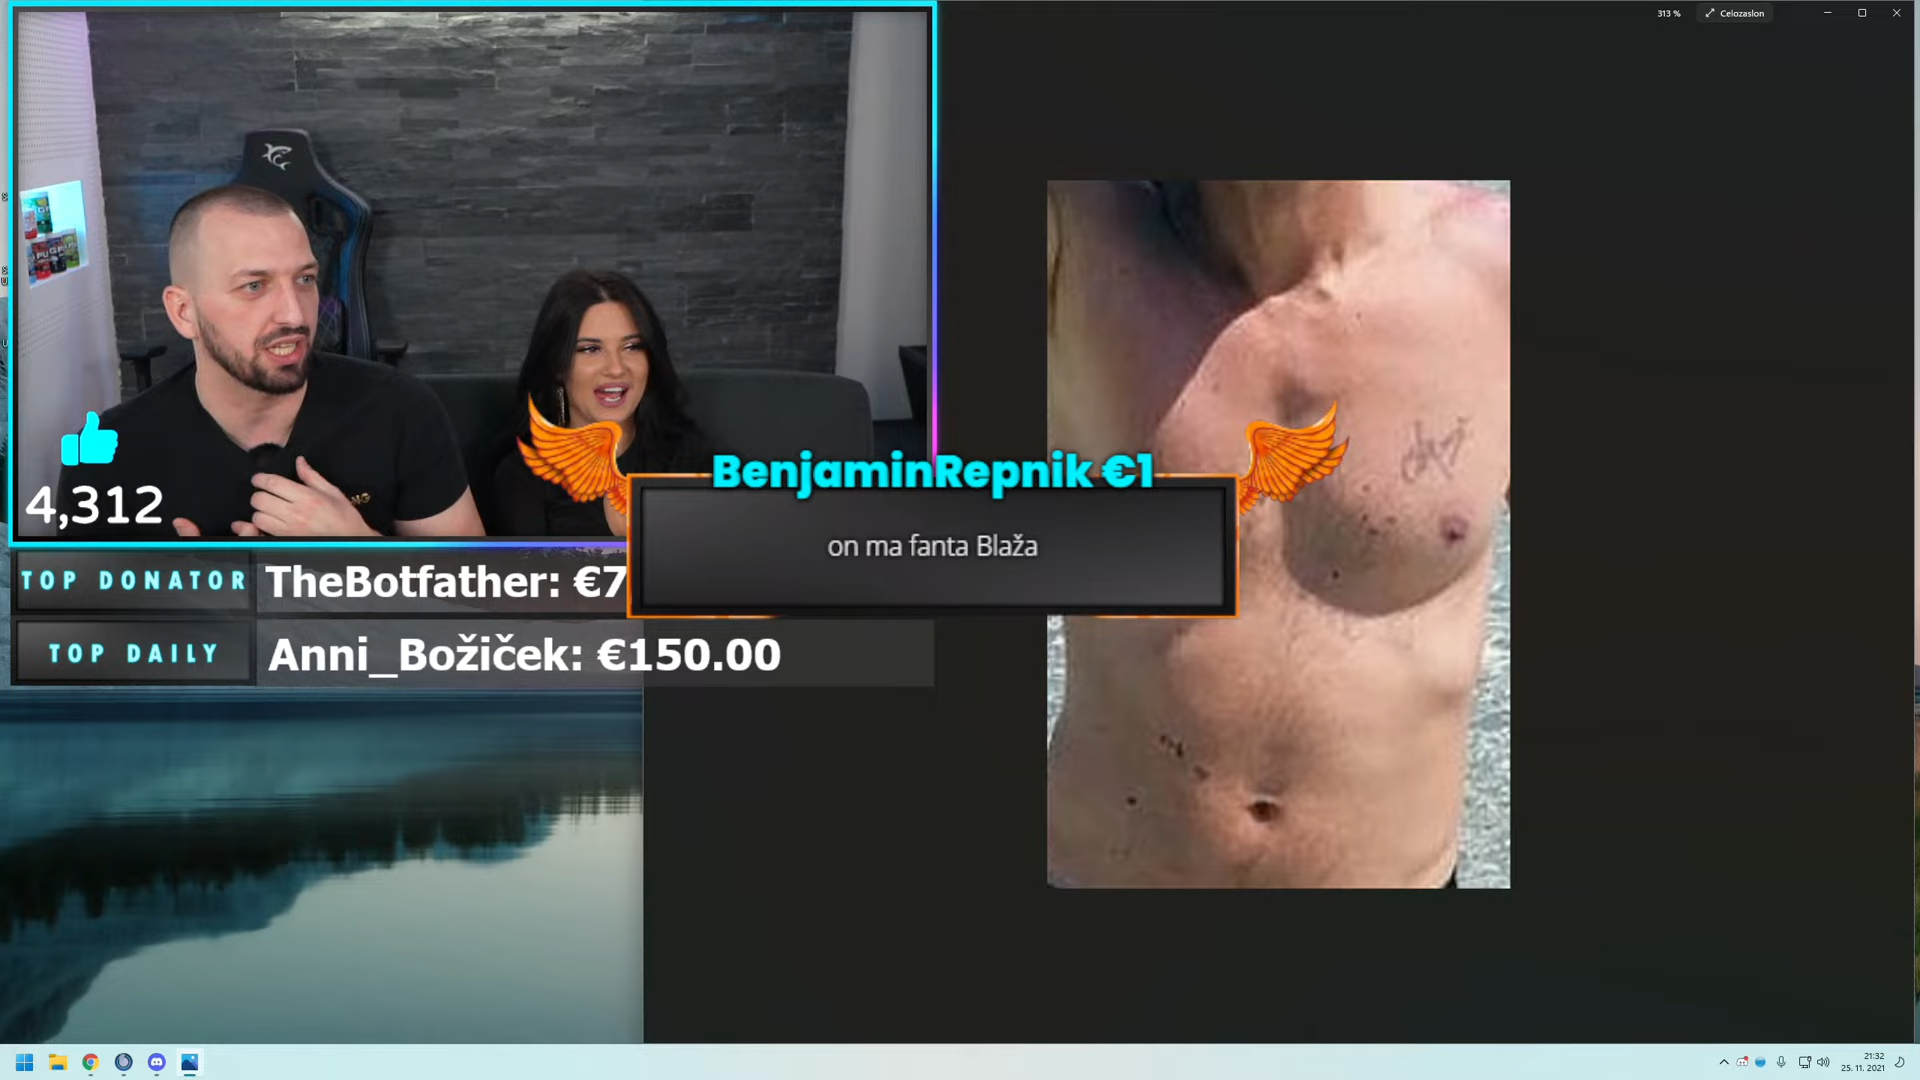 313 %
Celozaslon
4,312
BenjaminRepnik €1
on ma fanta Blaža
TOP DONATOR
TheBotfather: €7
TOP DAILY
Anni_Božiček: €150.00
21:32
25. 11. 2021